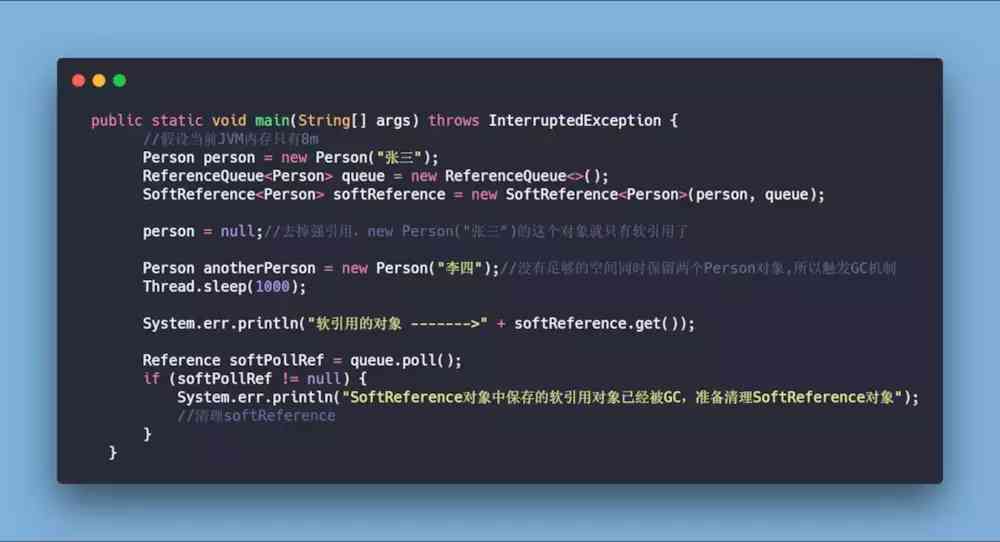 public static void main(String[] args) throws InterruptedException {
//假设当前JVM内存只有8m
Person person = new Person("张三");
ReferenceQueue<Person> queue = new ReferenceQueue<>();
SoftReference<Person> softReference = new SoftReference<Person>(person, queue);
person = null;//去掉强引用，new Person("张三")的这个对象就只有软引用了
Person anotherPerson = new Person("李四");//没有足够的空间同时保留两个Person对象,所以触发GC机制
Thread.sleep(1000);
System.err.println("软引用的对象 ------->" + softReference.get());
Reference softPollRef = queue.poll();
if (softPollRef != null) {
System.err.println("SoftReference对象中保存的软引用对象已经被GC，准备清理SoftReference对象");
//清理softReference
}
}